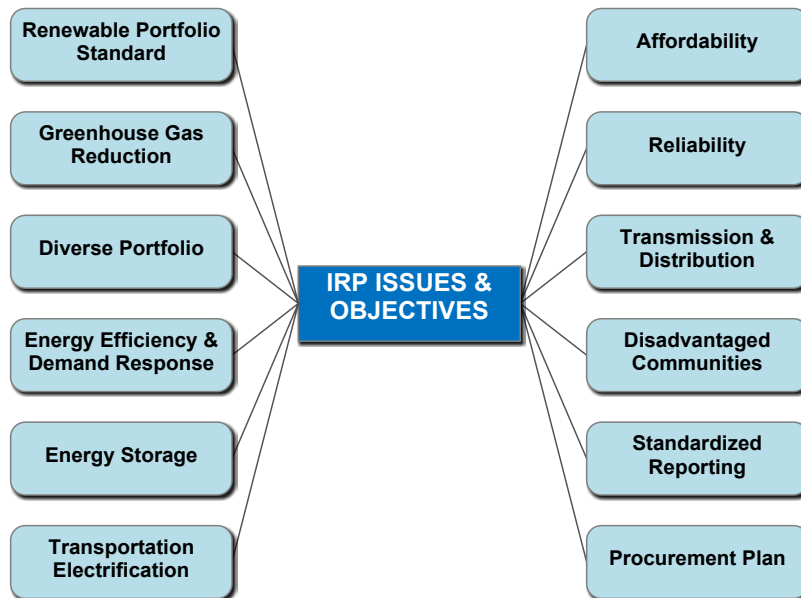 Renewable Portfolio
Standard
Greenhouse Gas
Reduction
Diverse Portfolio
Energy Efficiency &
Demand Response
Energy Storage
Transportation
Electrification
IRP ISSUES &
OBJECTIVES
Affordability
Reliability
Transmission &
Distribution
Disadvantaged
Communities
Standardized
Reporting
Procurement Plan